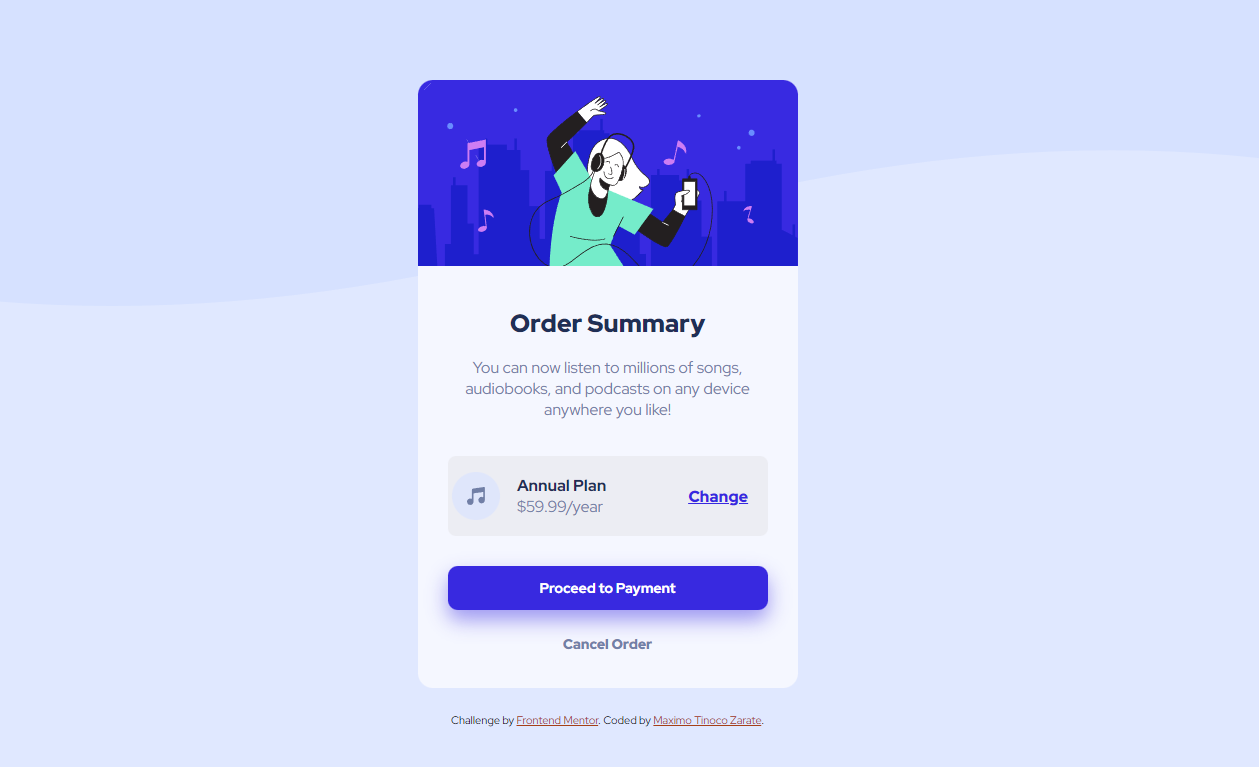 Order Summary
You can now listen to millions of songs,
audiobooks, and podcasts on any device
anywhere you like!
Annual Plan
$59.99/year
Change
Proceed to Payment
Cancel Order
Challenge by Frontend Mentor. Coded by Maximo Tinoco Zarate.